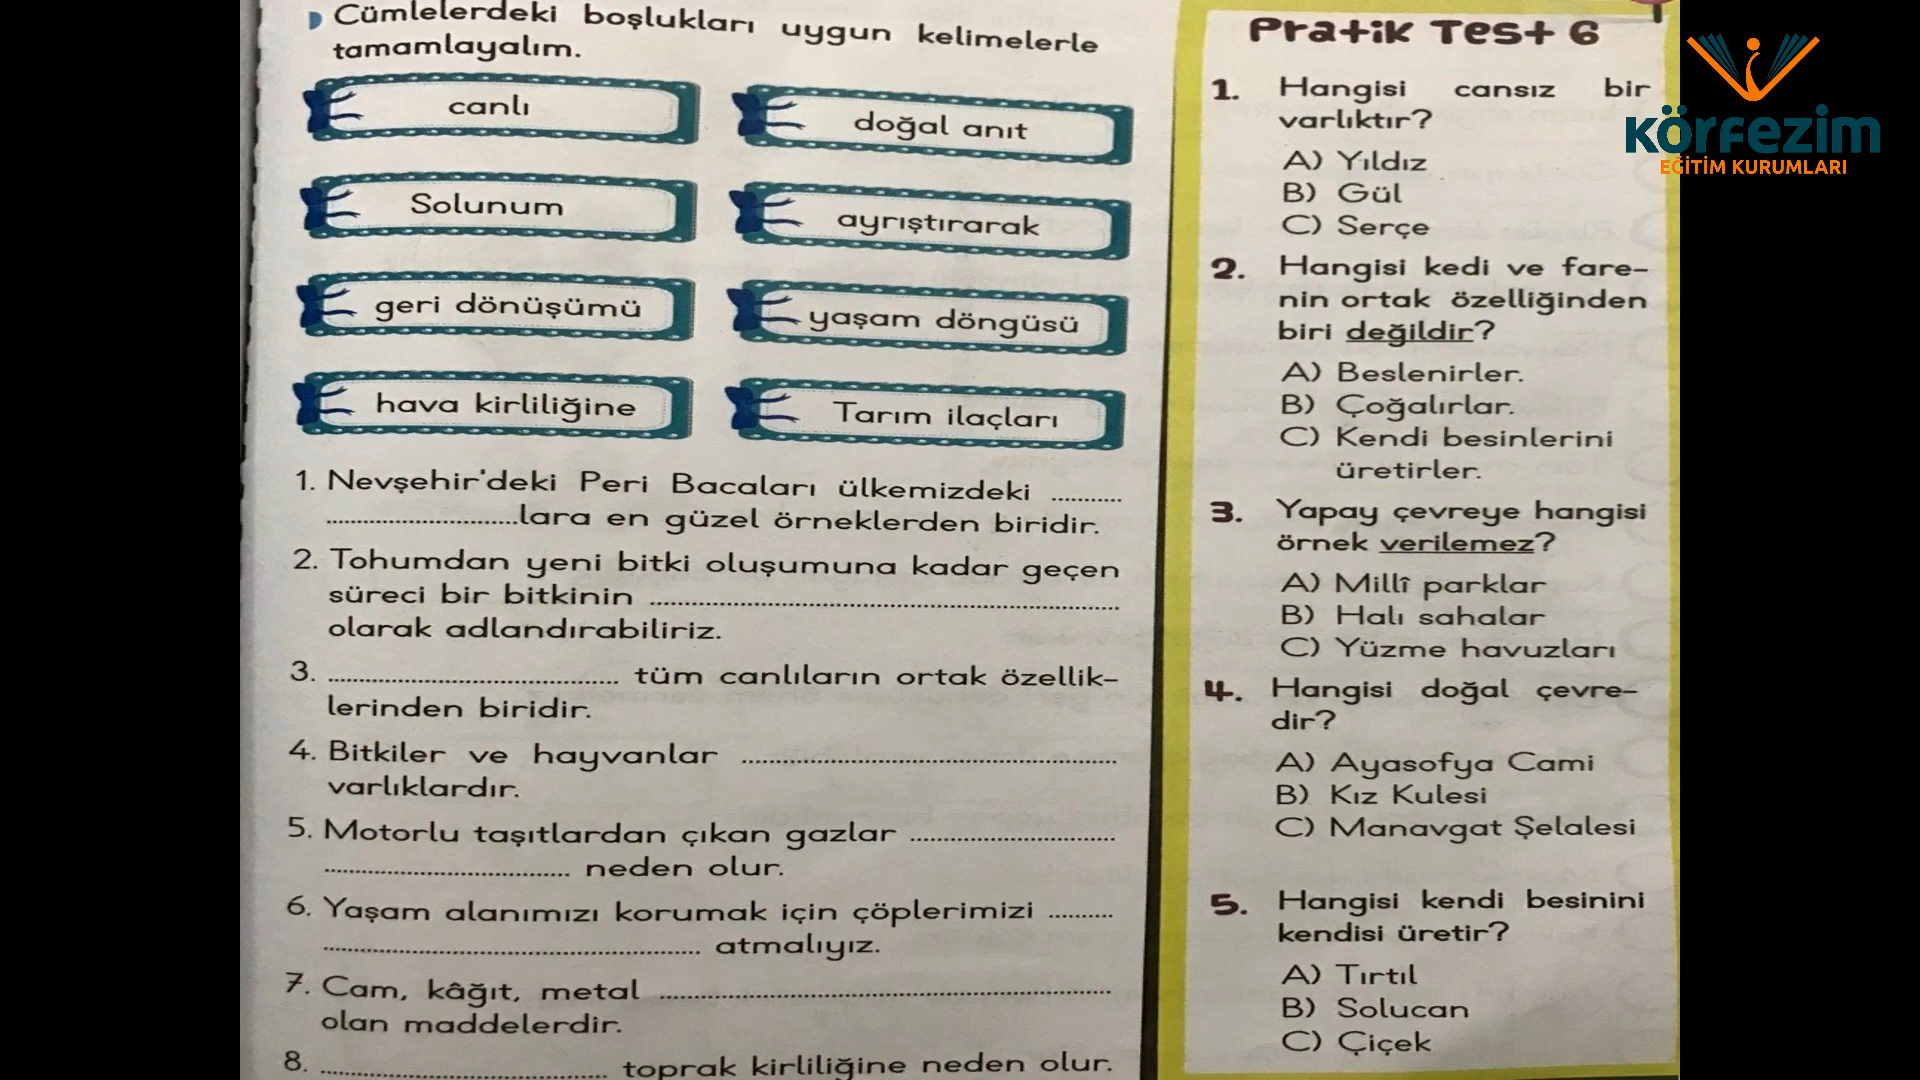 Cümlelerdeki boşlukları uygun kelimelerle
tamamlayalım.
canlı
doğal anıt
Solunum
ayrıştırarak
geri dönüşümü
yaşam döngüsü
hava kirliliğine
Tarım ilaçları
1. Nevşehir'deki Peri Bacaları ülkemizdeki ...........
..............................lara en güzel örneklerden biridir.
2. Tohumdan yeni bitki oluşumuna kadar geçen
süreci bir bitkinin ..........................................................................
olarak adlandırabiliriz.
3. .............................................. tüm canlıların ortak özellik-
lerinden biridir.
4. Bitkiler ve hayvanlar ...........................................................
varlıklardır.
5. Motorlu taşıtlardan çıkan gazlar ................................
....................................... neden olur.
6. Yaşam alanımızı korumak için çöplerimizi ..........
............................................................ atmalıyız.
7. Cam, kâğıt, metal .......................................................................
olan maddelerdir.
8. .............................................. toprak kirliliğine neden olur.
Pratik Test 6
1. Hangisi cansız bir
varlıktır?
A) Yıldız
B) Gül
C) Serçe
2. Hangisi kedi ve fare-
nin ortak özelliğinden
biri değildir?
A) Beslenirler.
B) Çoğalırlar.
C) Kendi besinlerini
üretirler.
3. Yapay çevreye hangisi
örnek verilemez?
A) Millî parklar
B) Halı sahalar
C) Yüzme havuzları
4. Hangisi doğal çevre-
dir?
A) Ayasofya Cami
B) Kız Kulesi
C) Manavgat Şelalesi
5. Hangisi kendi besinini
kendisi üretir?
A) Tırtıl
B) Solucan
C) Çiçek
körfezim
EĞİTİM KURUMLARI